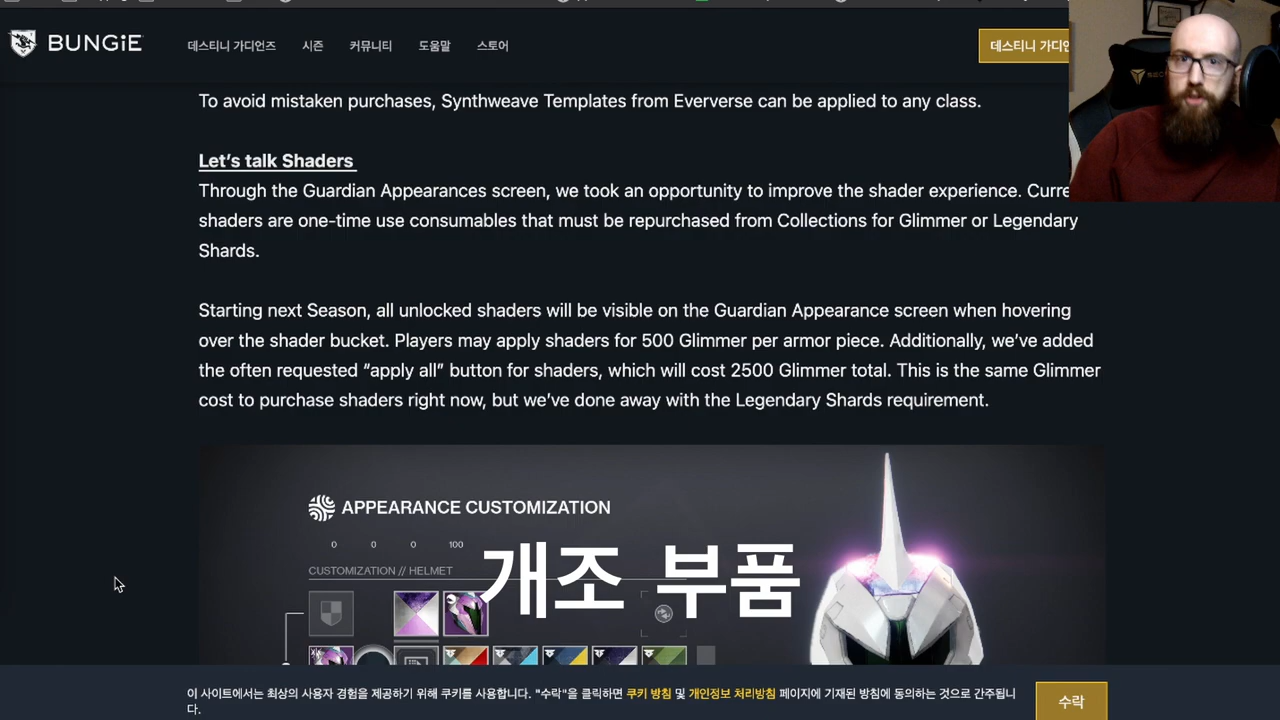 BUNGiE
데스티니 가디언즈
시즌
커뮤니티
도움말
스토어
데스티니 가디언
To avoid mistaken purchases, Synthweave Templates from Eververse can be applied to any class.
Let's talk Shaders
Through the Guardian Appearances screen, we took an opportunity to improve the shader experience. Curre
shaders are one-time use consumables that must be repurchased from Collections for Glimmer or Legendary
Shards.
Starting next Season, all unlocked shaders will be visible on the Guardian Appearance screen when hovering
over the shader bucket. Players may apply shaders for 500 Glimmer per armor piece. Additionally, we've added
the often requested “apply all” button for shaders, which will cost 2500 Glimmer total. This is the same Glimmer
cost to purchase shaders right now, but we've done away with the Legendary Shards requirement.
APPEARANCE CUSTOMIZATION
0 0 0 100
CUSTOMIZATION // HELMET
개조 부품
이 사이트에서는 최상의 사용자 경험을 제공하기 위해 쿠키를 사용합니다. "수락"을 클릭하면 쿠키 방침 및 개인정보 처리방침 페이지에 기재된 방침에 동의하는 것으로 간주됩니
다.
수락